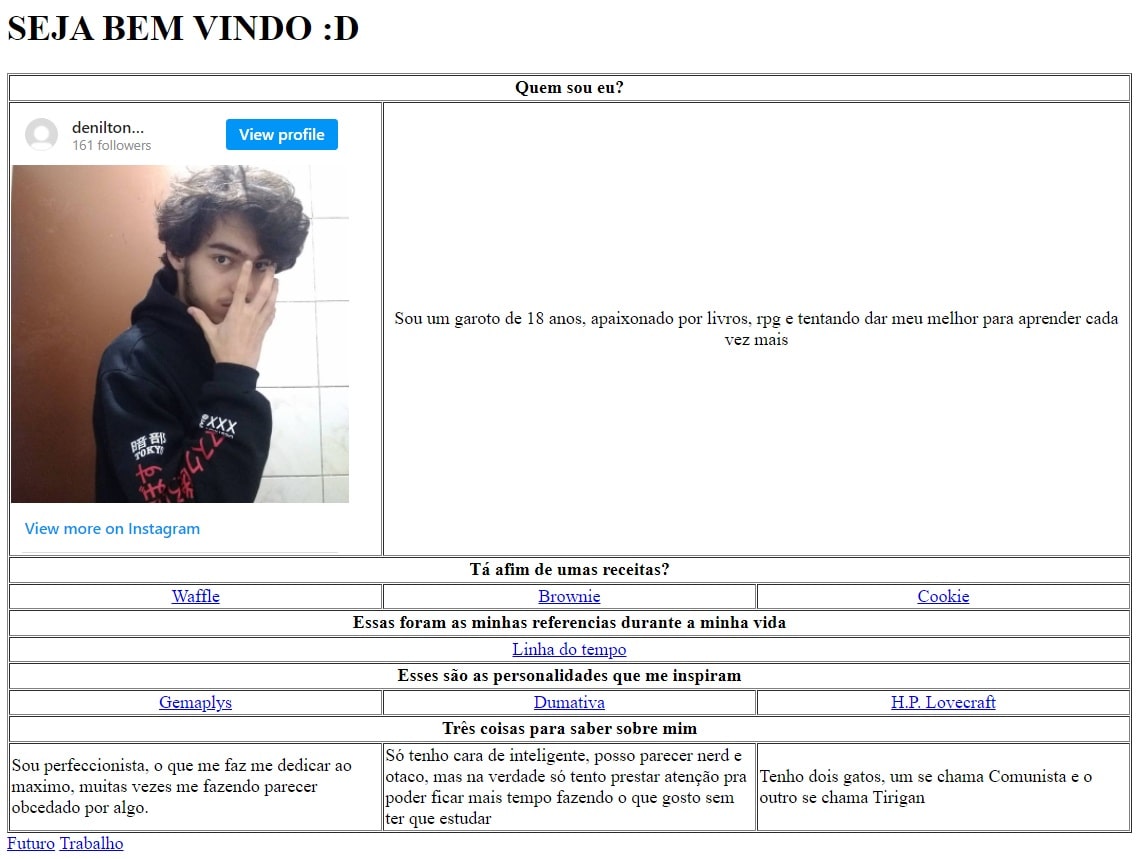 SEJA BEM VINDO :D
Quem sou eu?
denilton...
161 followers
View profile
暗部
TOKYO
XXX
Sou um garoto de 18 anos, apaixonado por livros, rpg e tentando dar meu melhor para aprender cada
vez mais
View more on Instagram
Tá afim de umas receitas?
Waffle
Brownie
Cookie
Essas foram as minhas referencias durante a minha vida
Linha do tempo
Esses são as personalidades que me inspiram
Gemaplys
Dumativa
H.P. Lovecraft
Três coisas para saber sobre mim
Sou perfeccionista, o que me faz me dedicar ao
maximo, muitas vezes me fazendo parecer
obcedado por algo.
Só tenho cara de inteligente, posso parecer nerd e
otaco, mas na verdade só tento prestar atenção pra
poder ficar mais tempo fazendo o que gosto sem
ter que estudar
Tenho dois gatos, um se chama Comunista e o
outro se chama Tirigan
Futuro Trabalho